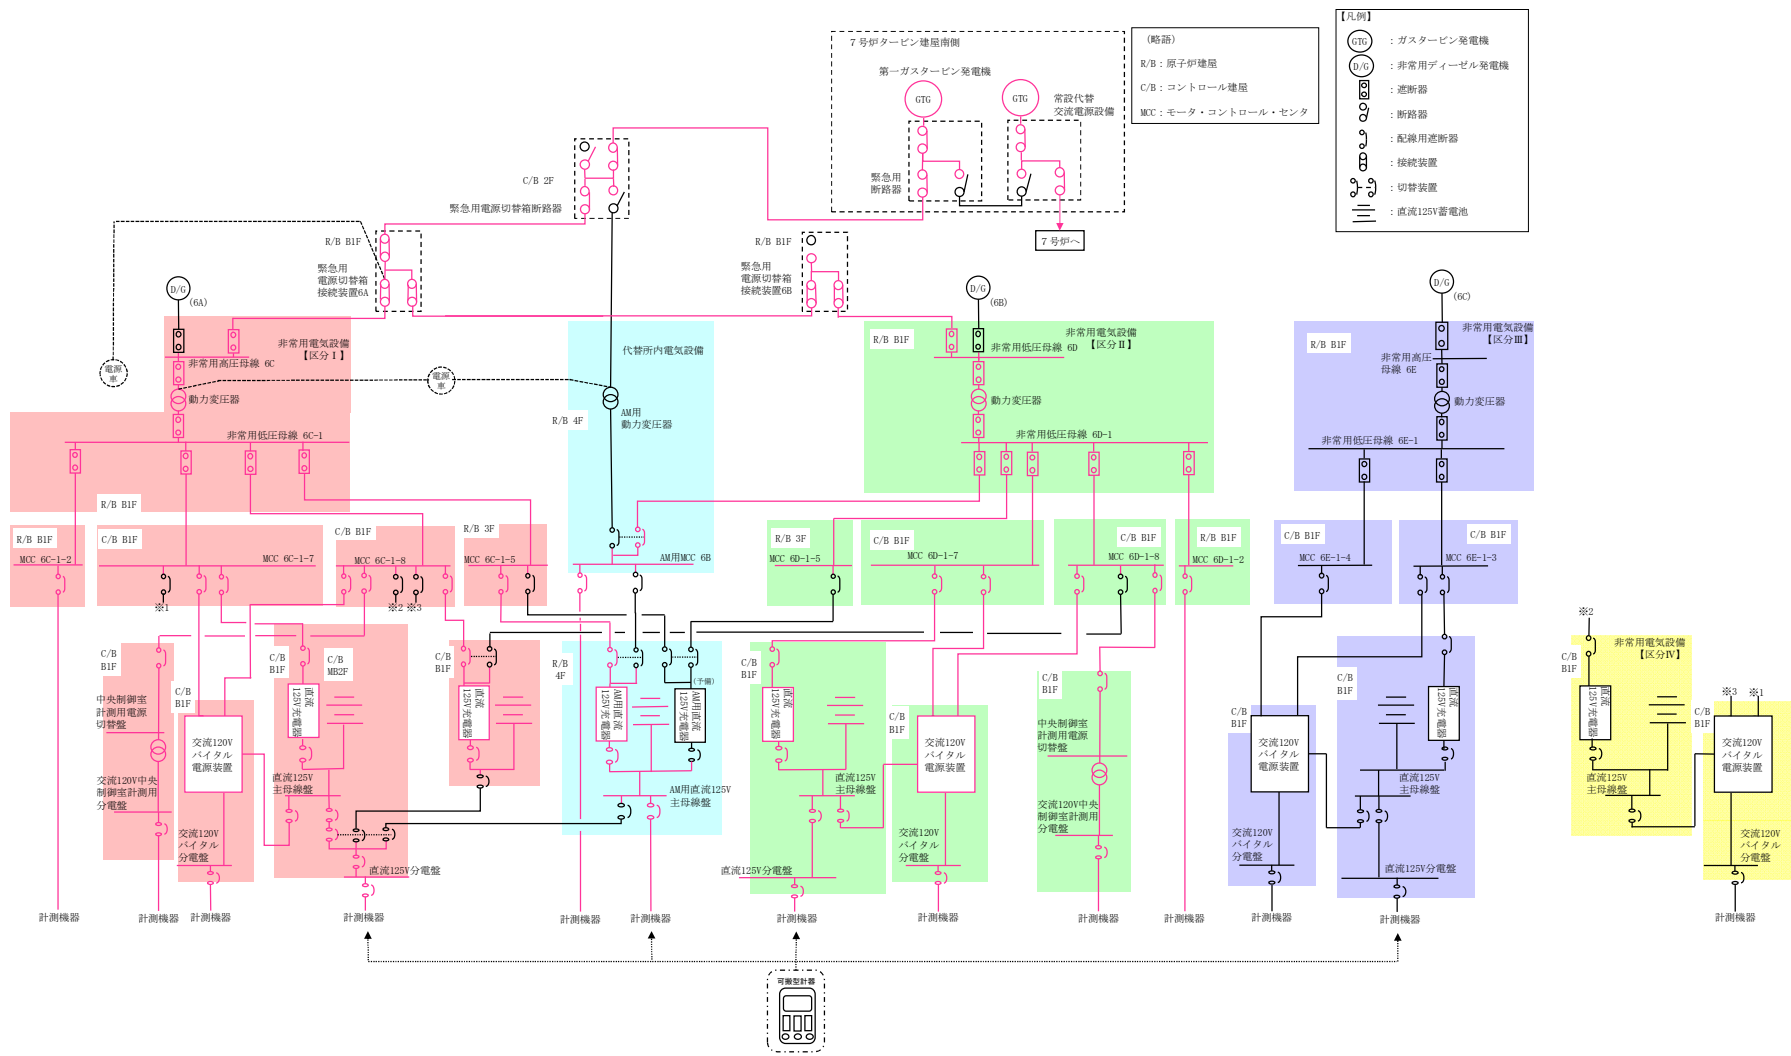 ７号炉タービン建屋南側
第一ガスタービン発電機
GTG
GTG
常設代替
交流電源設備
緊急用
断路器
７号炉へ
(略語)
R/B：原子炉建屋
C/B：コントロール建屋
MCC：モータ・コントロール・センタ
【凡例】
GTG
：ガスタービン発電機
D/G
：非常用ディーゼル発電機
：遮断器
：断路器
：配線用遮断器
：接続装置
：切替装置
：直流125V蓄電池
C/B 2F
緊急用電源切替箱断路器
R/B B1F
緊急用
電源切替箱
接続装置6A
R/B B1F
緊急用
電源切替箱
接続装置6B
D/G
(6A)
D/G
(6B)
D/G
(6C)
電源
車
電源
車
非常用電気設備
【区分Ⅰ】
非常用高圧母線 6C
動力変圧器
非常用低圧母線 6C-1
R/B B1F
代替所内電気設備
R/B 4F
AM用
動力変圧器
R/B B1F
非常用電気設備
【区分Ⅱ】
非常用低圧母線 6D
動力変圧器
非常用低圧母線 6D-1
R/B B1F
非常用電気設備
【区分Ⅲ】
非常用高圧
母線 6E
動力変圧器
非常用低圧母線 6E-1
R/B B1F
MCC 6C-1-2
C/B B1F
MCC 6C-1-7
※1
C/B B1F
MCC 6C-1-8
※2
※3
R/B 3F
MCC 6C-1-5
AM用MCC 6B
R/B 3F
MCC 6D-1-5
C/B B1F
MCC 6D-1-7
C/B B1F
MCC 6D-1-8
R/B B1F
MCC 6D-1-2
C/B B1F
MCC 6E-1-4
C/B B1F
MCC 6E-1-3
C/B
B1F
中央制御室
計測用電源
切替盤
交流120V中央
制御室計測用
分電盤
C/B
B1F
交流120V
バイタル
電源装置
交流120V
バイタル
分電盤
C/B
B1F
C/B
MB2F
直流
125V充電器
直流125V
主母線盤
直流125V分電盤
C/B
B1F
直流
125V充電器
R/B
4F
AM用直流
125V充電器
(予備)
AM用直流
125V充電器
AM用直流125V
主母線盤
C/B
B1F
直流
125V充電器
直流125V
主母線盤
直流125V分電盤
C/B
B1F
交流120V
バイタル
電源装置
交流120V
バイタル
分電盤
C/B
B1F
中央制御室
計測用電源
切替盤
交流120V中央
制御室計測用
分電盤
C/B
B1F
交流120V
バイタル
電源装置
交流120V
バイタル
分電盤
C/B
B1F
直流
125V充電器
直流125V
主母線盤
直流125V分電盤
※2
非常用電気設備
【区分Ⅳ】
C/B
B1F
直流
125V充電器
直流125V
主母線盤
※3
※1
C/B
B1F
交流120V
バイタル
電源装置
交流120V
バイタル
分電盤
計測機器
計測機器
計測機器
計測機器
計測機器
計測機器
計測機器
計測機器
計測機器
計測機器
計測機器
計測機器
計測機器
可搬型計器